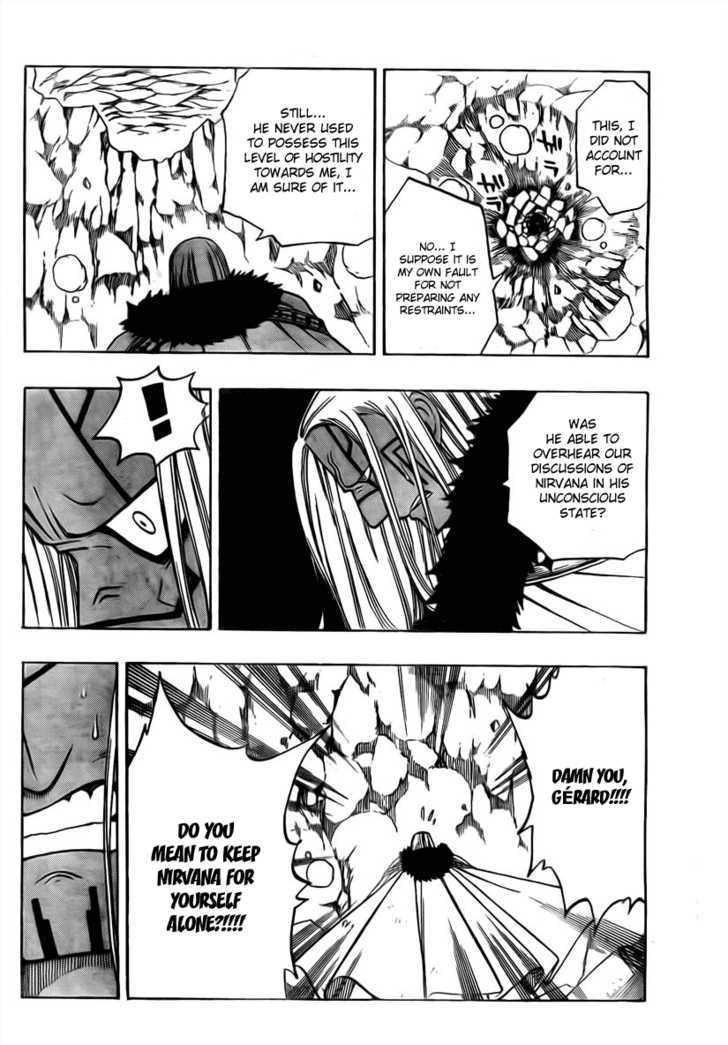 THIS, I
DID NOT
ACCOUNT
FOR...
NO... I
SUPPOSE IT IS
MY OWN FAULT
FOR NOT
PREPARING ANY
RESTRAINTS...
STILL...
HE NEVER USED
TO POSSESS THIS
LEVEL OF HOSTILITY
TOWARDS ME, I
AM SURE OF IT...
WAS
HE ABLE TO
OVERHEAR OUR
DISCUSSIONS OF
NIRVANA IN HIS
UNCONSCIOUS
STATE?
!
DAMN YOU,
GÉRARD!!!!
DO YOU
MEAN TO KEEP
NIRVANA FOR
YOURSELF
ALONE?!!!!